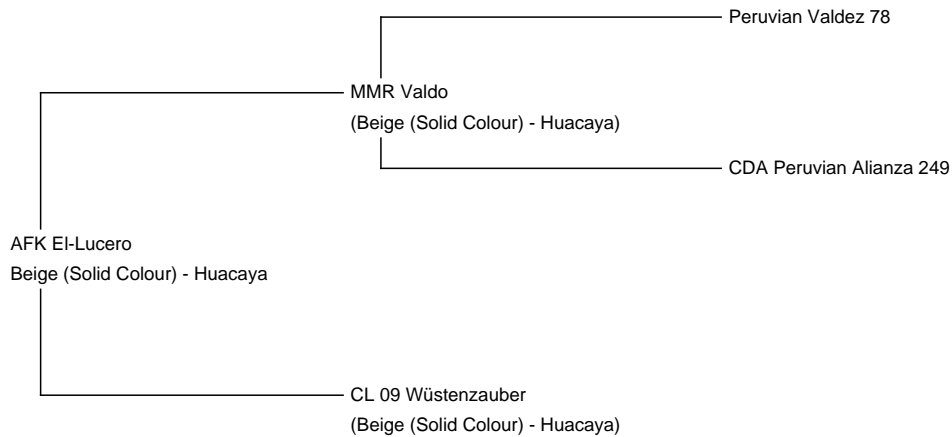 Peruvian Valdez 78
MMR Valdo
(Beige (Solid Colour) - Huacaya)
CDA Peruvian Alianza 249
AFK El-Lucero
Beige (Solid Colour) - Huacaya
CL 09 Wüstenzauber
(Beige (Solid Colour) - Huacaya)